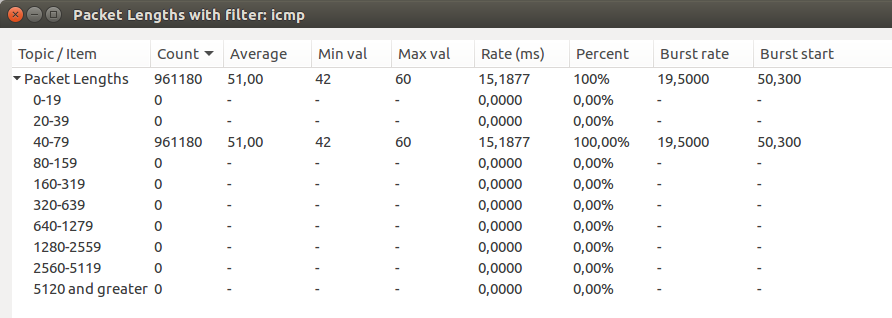 Packet Lengths with filter: icmp
Topic / Item Count Average Min val Max val Rate (ms) Percent Burst rate Burst start
Packet Lengths 961180 51,00 42 60 15,1877 100% 19,5000 50,300
0-19 0 - - - 0,0000 0,00% - -
20-39 0 - - - 0,0000 0,00% - -
40-79 961180 51,00 42 60 15,1877 100,00% 19,5000 50,300
80-159 0 - - - 0,0000 0,00% - -
160-319 0 - - - 0,0000 0,00% - -
320-639 0 - - - 0,0000 0,00% - -
640-1279 0 - - - 0,0000 0,00% - -
1280-2559 0 - - - 0,0000 0,00% - -
2560-5119 0 - - - 0,0000 0,00% - -
5120 and greater 0 - - - 0,0000 0,00% - -